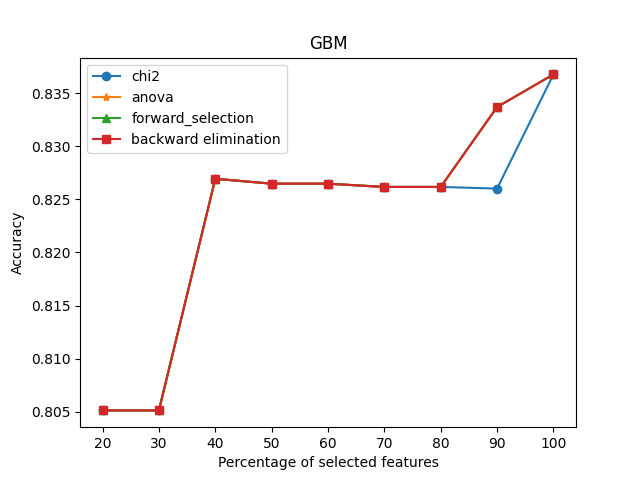 GBM
chi2
anova
forward_selection
backward elimination
0.835
0.830
0.825
0.820
0.815
0.810
0.805
Accuracy
20 30 40 50 60 70 80 90 100
Percentage of selected features